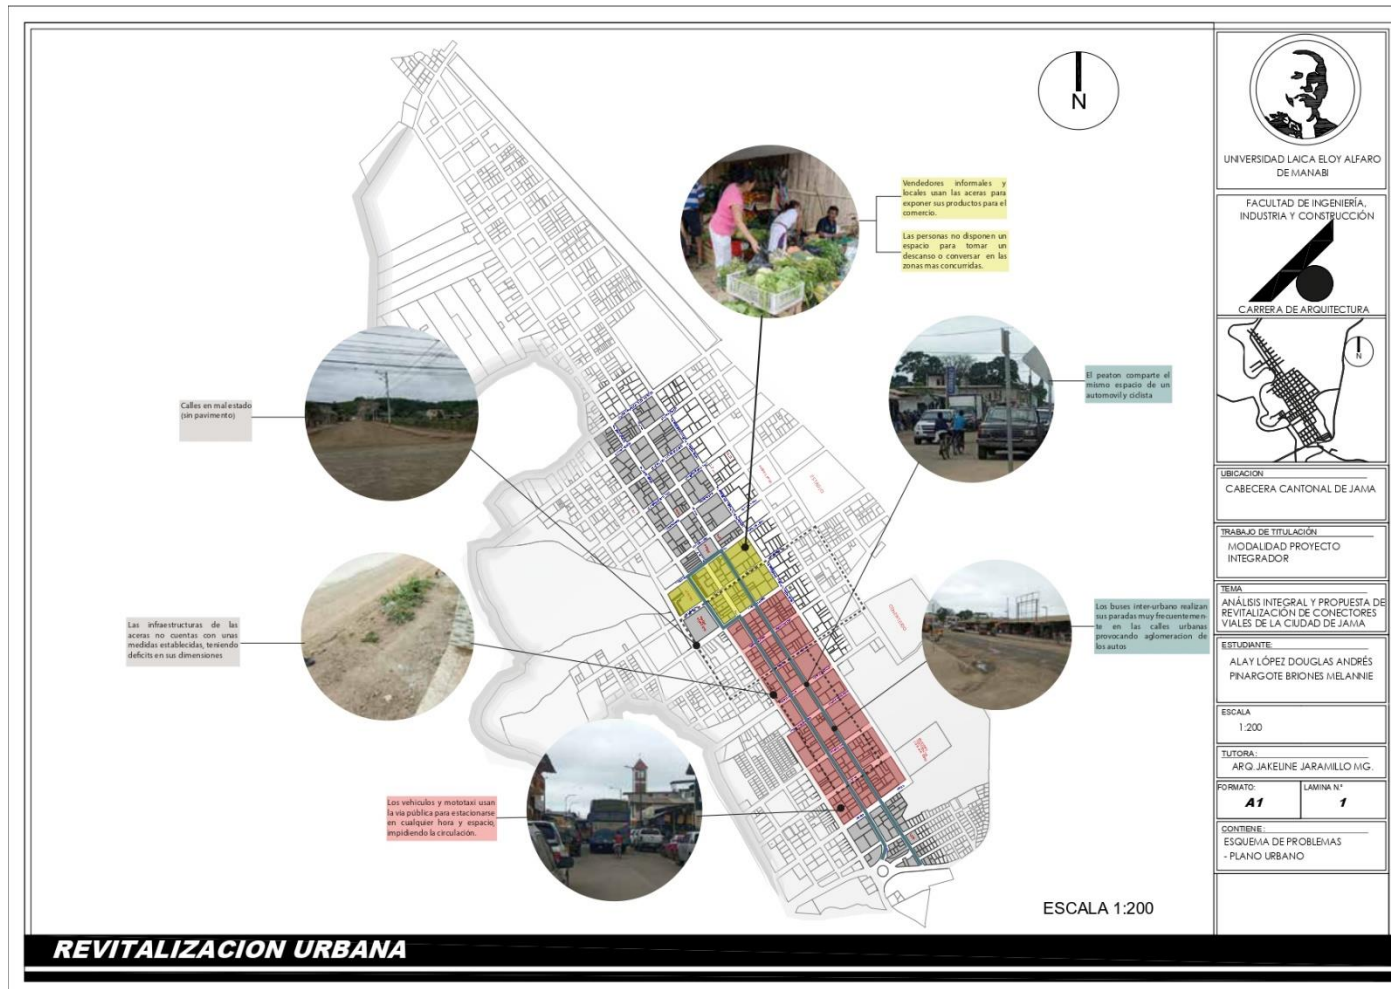 Vendedores informales y
locales usan las aceras para
exponer sus productos para el
comercio.
Las personas no disponen un
espacio para tomar un
descanso o conversar en las
zonas mas concurridas.
Calles en mal estado
(sin pavimento)
El peaton comparte el
mismo espacio de un
automovil y ciclista
Las infraestructuras de las
aceras no cuentan con unas
medidas establecidas, teniendo
deficits en sus dimensiones
Los buses inter-urbano realizan
sus paradas muy frecuentemen-
te en las calles urbanas
provocando aglomeracion de
los autos
Los vehiculos y mototaxi usan
la via pública para estacionarse
en cualquier hora y espacio,
impidiendo la circulación.
N
ESTADIO
ESCALA 1:200
REVITALIZACION URBANA
UNIVERSIDAD LAICA ELOY ALFARO
DE MANABI
FACULTAD DE INGENIERÍA,
INDUSTRIA Y CONSTRUCCIÓN
CARRERA DE ARQUITECTURA
N
UBICACION
CABECERA CANTONAL DE JAMA
TRABAJO DE TITULACIÓN
MODALIDAD PROYECTO
INTEGRADOR
TEMA
ANÁLISIS INTEGRAL Y PROPUESTA DE
REVITALIZACIÓN DE CONECTORES
VIALES DE LA CIUDAD DE JAMA
ESTUDIANTE:
ALAY LÓPEZ DOUGLAS ANDRÉS
PINARGOTE BRIONES MELANNIE
ESCALA
1:200
TUTORA:
ARQ.JAKELINE JARAMILLO MG.
FORMATO:
A1
LAMINA N.º
1
CONTIENE:
ESQUEMA DE PROBLEMAS
- PLANO URBANO